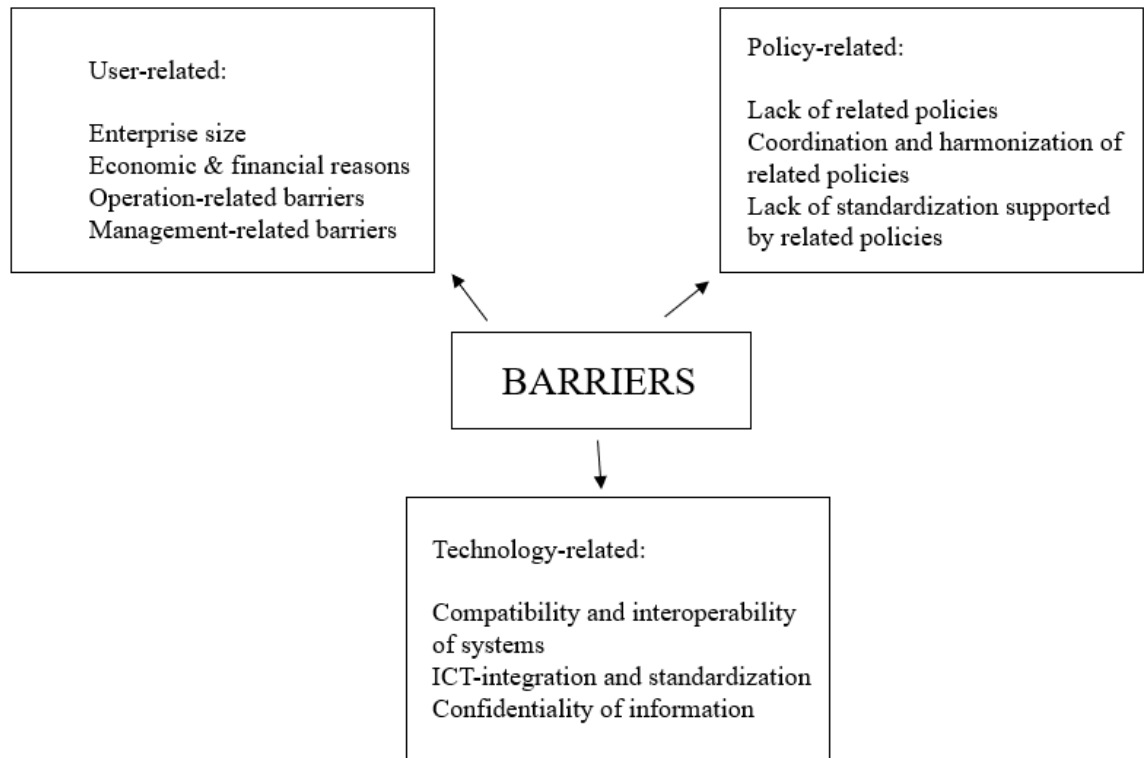 User-related:
Enterprise size
Economic & financial reasons
Operation-related barriers
Management-related barriers
Policy-related:
Lack of related policies
Coordination and harmonization of
related policies
Lack of standardization supported
by related policies
BARRIERS
Technology-related:
Compatibility and interoperability
of systems
ICT-integration and standardization
Confidentiality of information